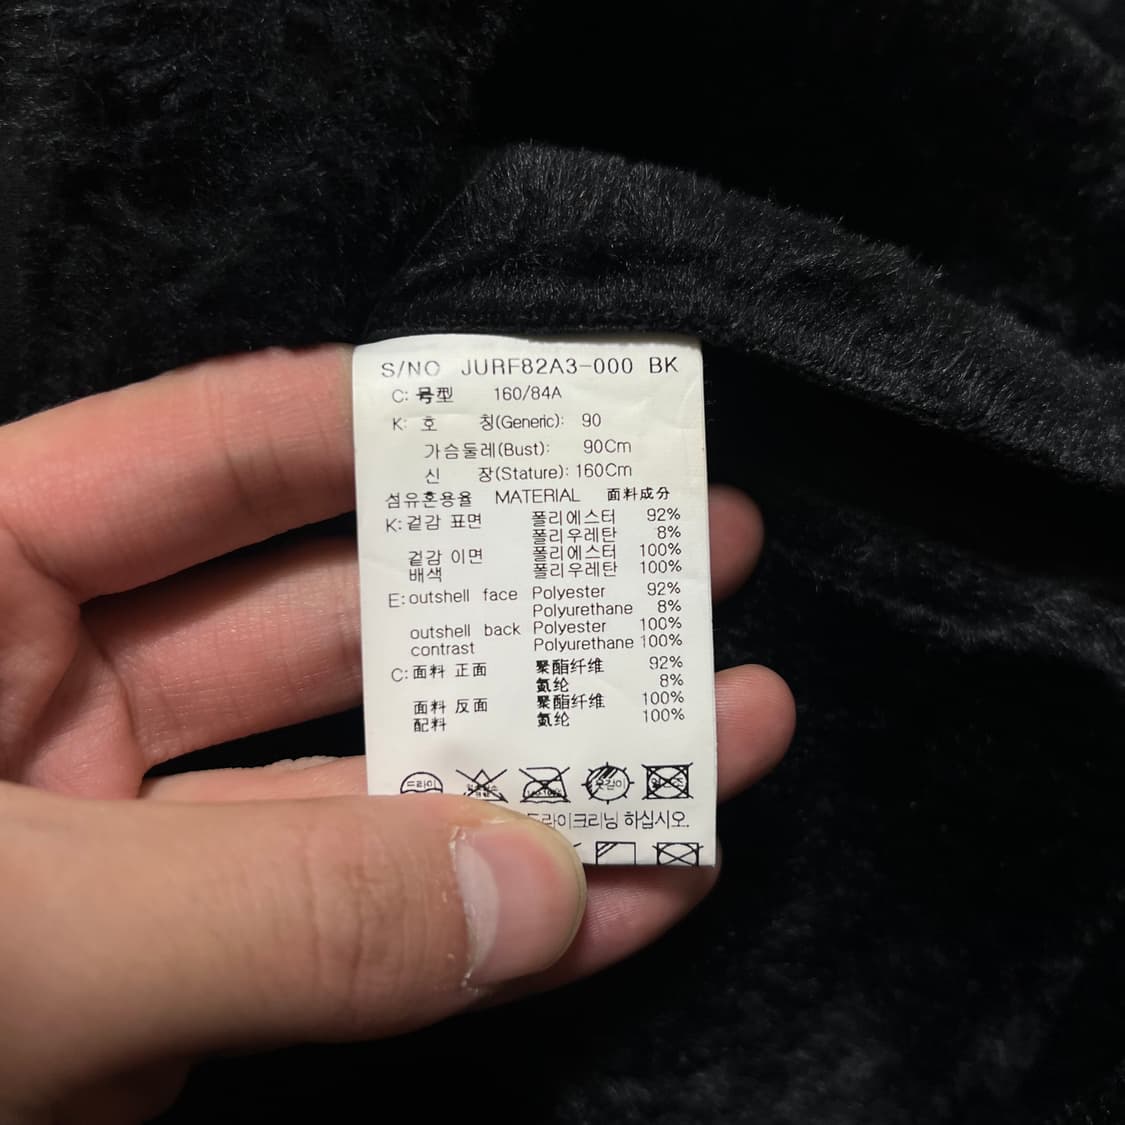 S/NO JURF82A3-000 BK
C: 号型 160/84A
K: 호 칭(Generic): 90
가슴둘레(Bust): 90Cm
신 장(Stature): 160Cm
섬유혼용율 MATERIAL 面料成分
K: 겉감 표면 폴리에스터 92%
폴리우레탄 8%
겉감 이면 폴리에스터 100%
배색 폴리우레탄 100%
E: outshell face Polyester 92%
Polyurethane 8%
outshell back Polyester 100%
contrast Polyurethane 100%
C: 面料 正面 聚酯纤维 92%
氨纶 8%
面料 反面 聚酯纤维 100%
配料 氨纶 100%
드라이 옷걸이
드라이크리닝 하십시오.